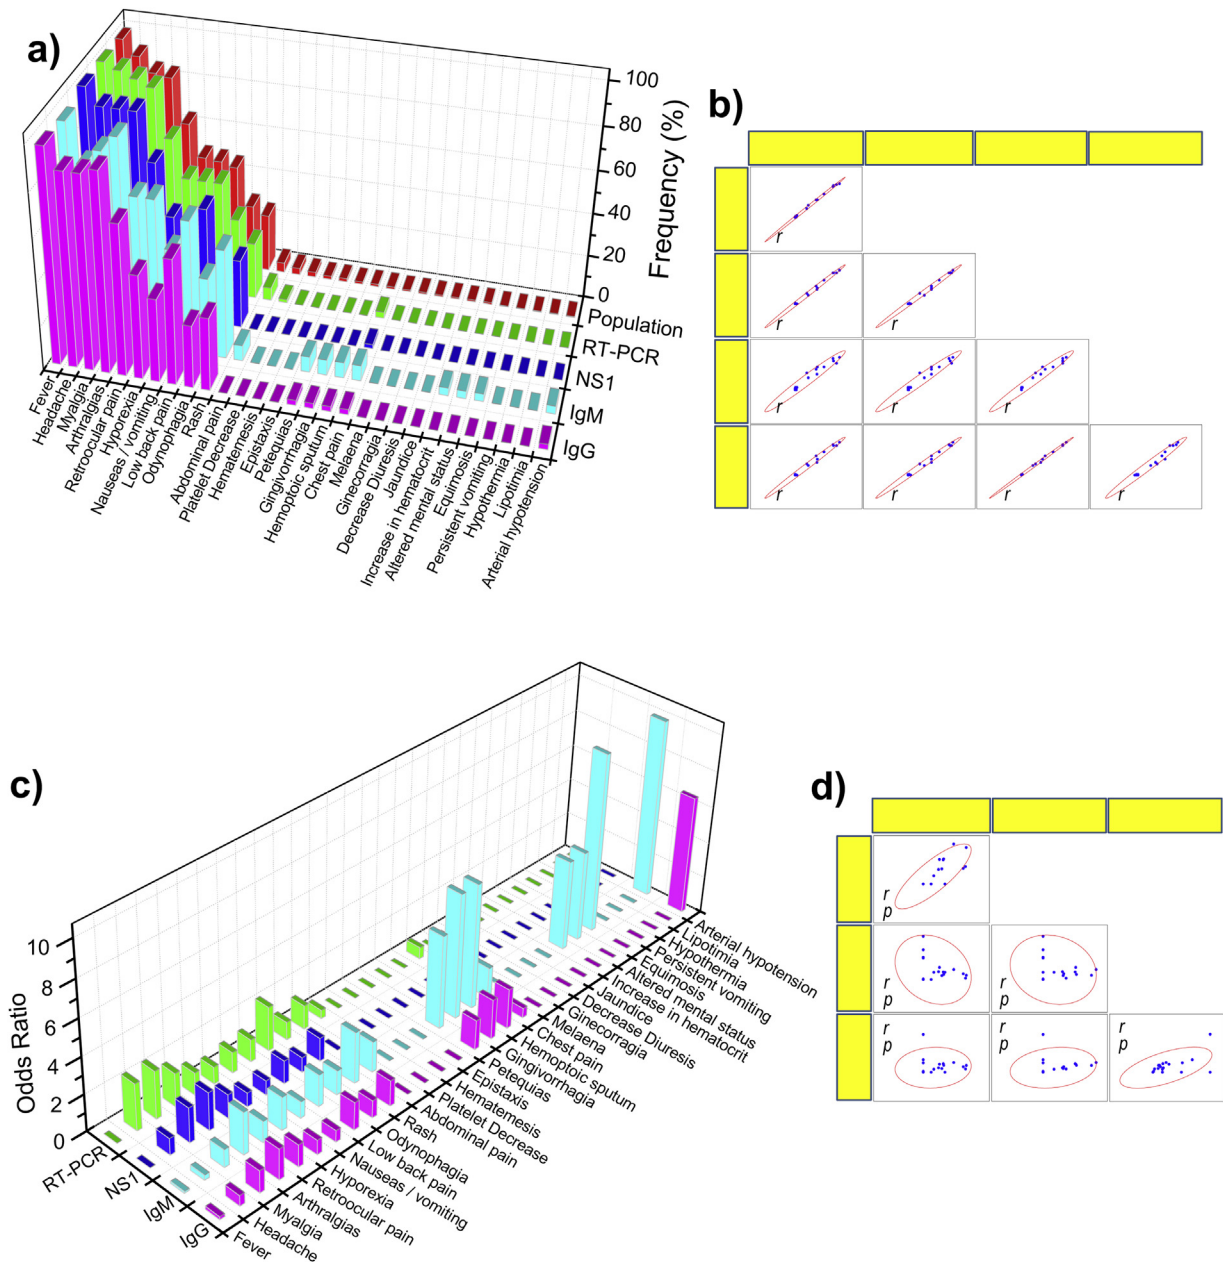 a)
100
80
60
40
20
0
Frequency (%)
Population
RT-PCR
NS1
IgM
IgG
Fever
Headache
Myalgia
Arthralgias
Retroocular pain
Hyporexia
Nauseas / vomiting
Low back pain
Odynophagia
Rash
Abdominal pain
Platelet Decrease
Hematemesis
Epistaxis
Petequies
Gingivorrhagia
Hemoptoic sputum
Chest pain
Melaena
Ginecorragia
Decrease Diuresis
Jaundice
Increase in hematocrit
Altered mental status
Equimosis
Persistent vomiting
Hypothermia
Lipotimia
Arterial hypotension
b)
r
r
r
r
r
r
r
r
r
r
c)
10
8
6
4
2
0
Odds Ratio
RT-PCR
NS1
IgM
IgG
Fever
Headache
Myalgia
Arthralgias
Retroocular pain
Hyporexia
Nauseas / vomiting
Low back pain
Odynophagia
Rash
Abdominal pain
Platelet Decrease
Hematemesis
Epistaxis
Petequias
Gingivorrhagia
Hemoptoic sputum
Chest pain
Melaena
Ginecorragia
Decrease Diuresis
Jaundice
Increase in hematocrit
Altered mental status
Equimosis
Persistent vomiting
Hypothermia
Lipotimia
Arterial hypotension
d)
r
p
r
p
r
p
r
p
r
p
r
p